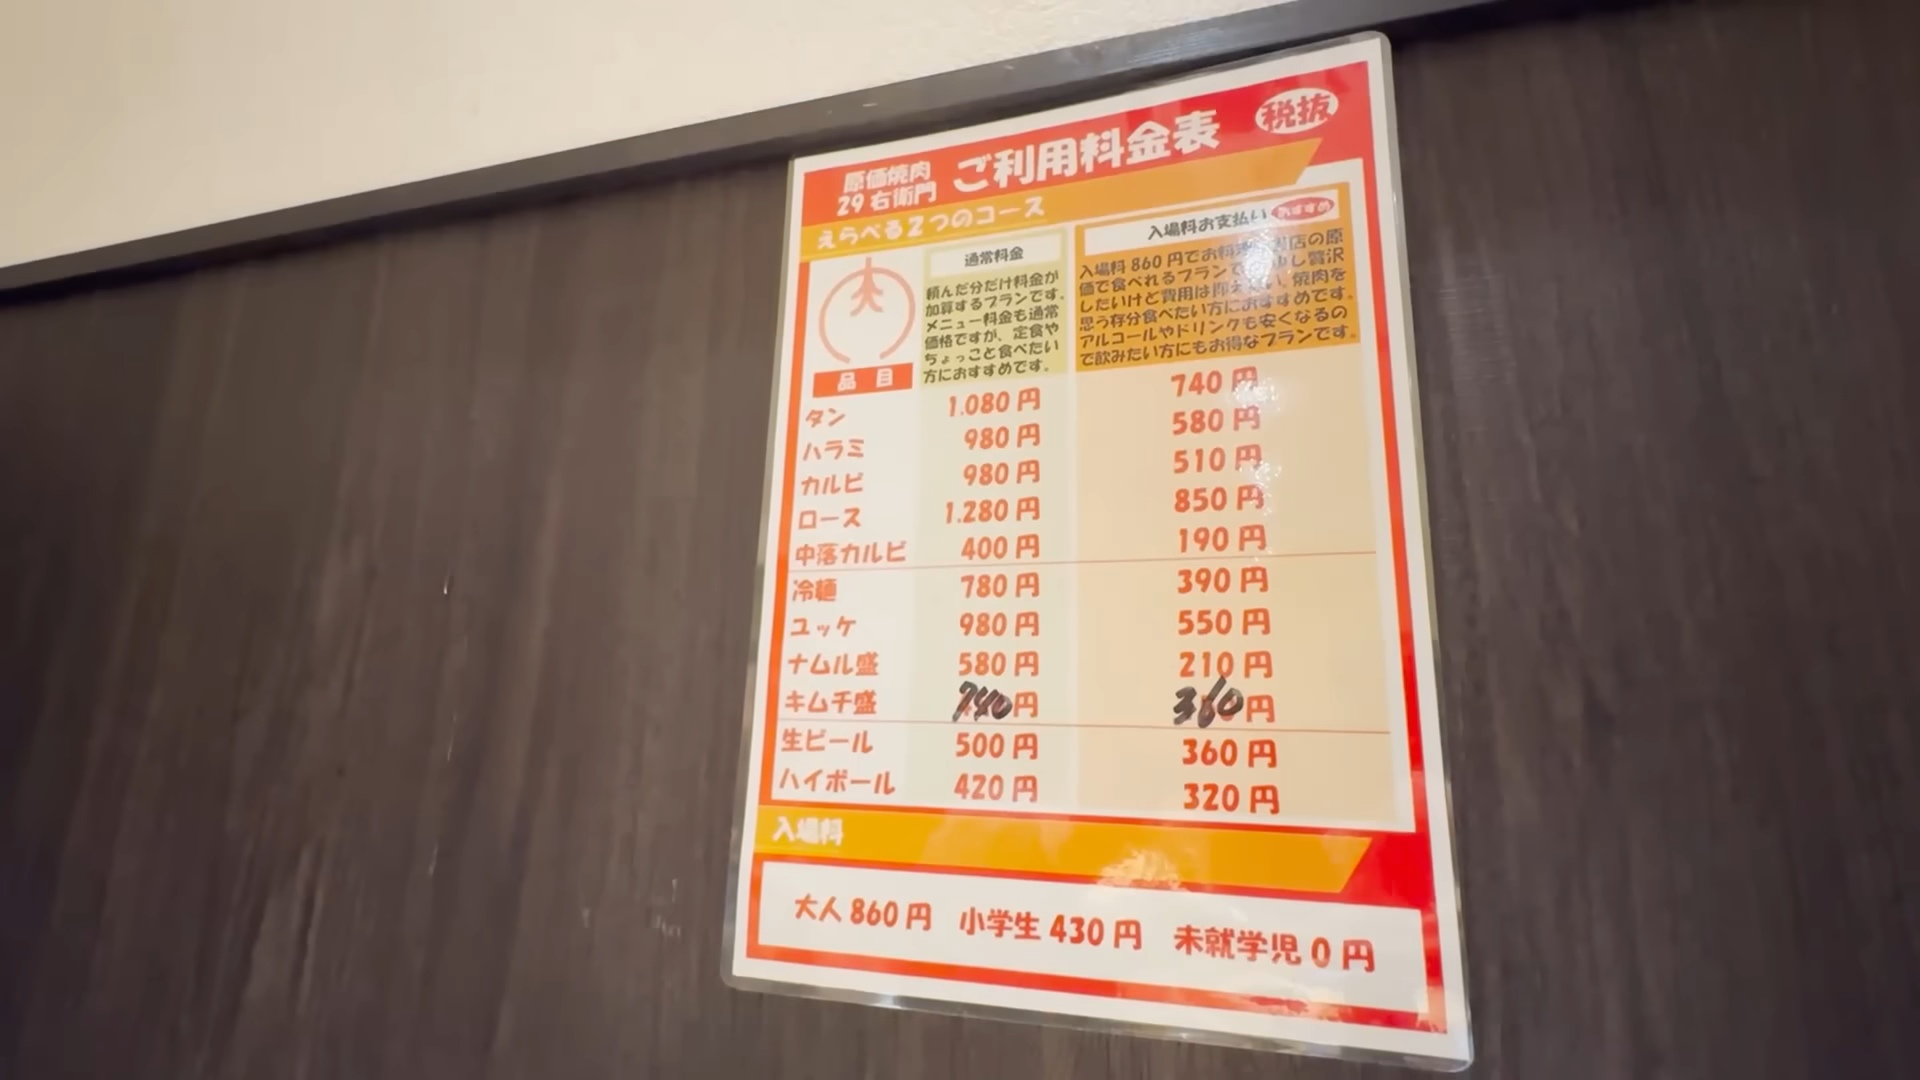 原価焼肉
29右衛門
ご利用料金表
税抜
えらべる2つのコース
大
品目
通常料金
頼んだ分だけ料金が
加算するプランです。
メニュー料金も通常
価格ですが、定食や
ちょっこと食べたい
方におすすめです。
入場料お支払い おすすめ
入場料860円でお料理 店の原
価で食べれるプランで し贅沢
したいけど費用は抑えたい。焼肉を
思う存分食べたい方におすすめです。
アルコールやドリンクも安くなるの
で飲みたい方にもお得なプランです。
タン 1.080円 740円
ハラミ 980円 580円
カルビ 980円 510円
ロース 1.280円 850円
中落カルビ 400円 190円
冷麺 780円 390円
ユッケ 980円 550円
ナムル盛 580円 210円
キムチ盛 740円 360円
生ビール 500円 360円
ハイボール 420円 320円
入場料
大人860円 小学生430円 未就学児0円